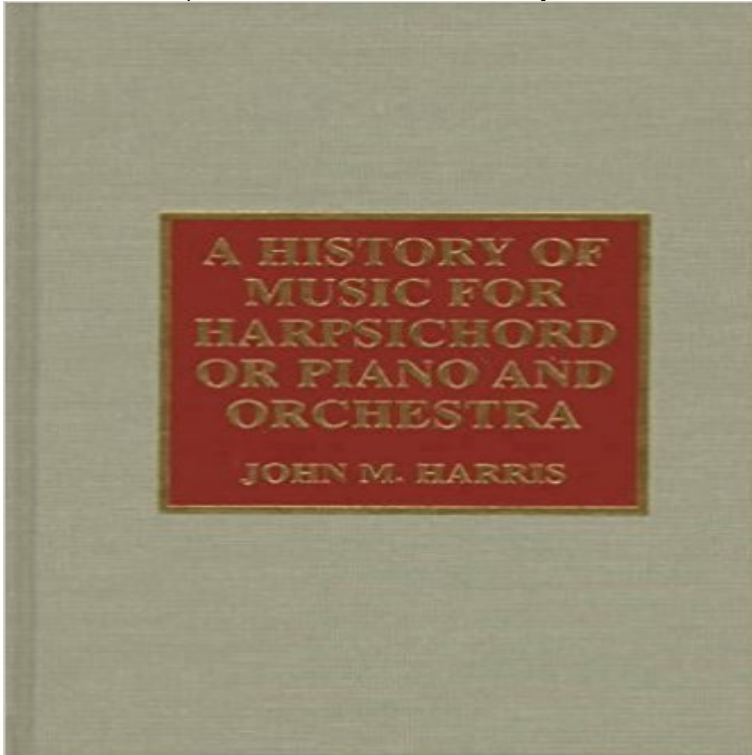 A HISTORY OF
MUSIC FOR
HARPSICHORD
OR PIANO AND
ORCHESTRA
JOHN M. HARRIS